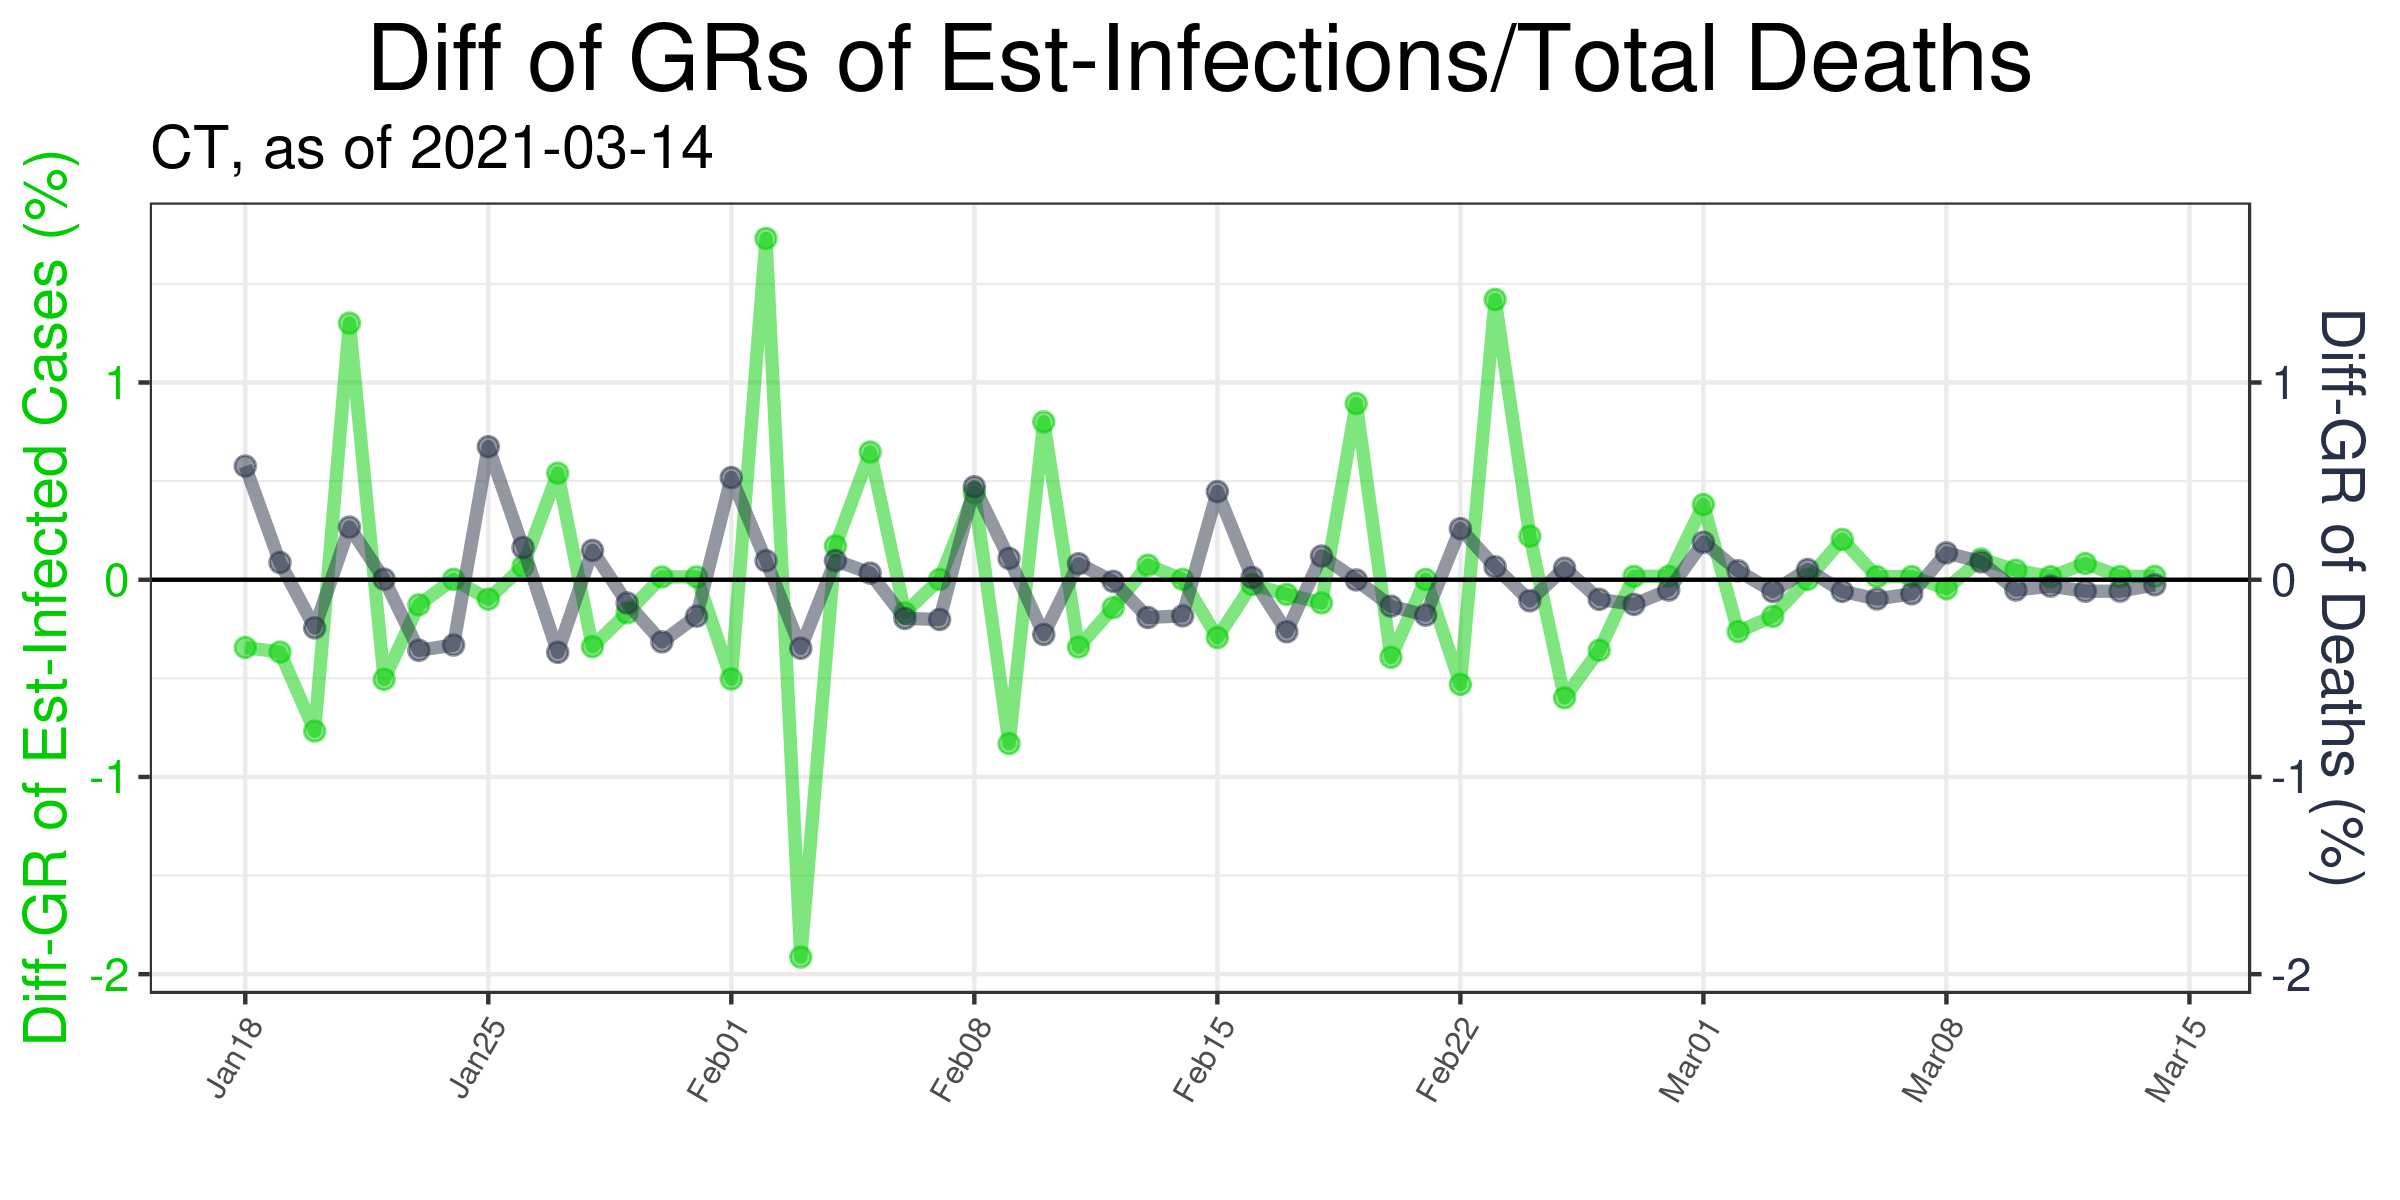 Diff of GRs of Est-Infections/Total Deaths
CT, as of 2021-03-14
Diff-GR of Est-Infected Cases (%)
1
0
-1
-2
1
0
-1
-2
Diff-GR of Deaths (%)
Jan18
Jan25
Feb01
Feb08
Feb15
Feb22
Mar01
Mar08
Mar15